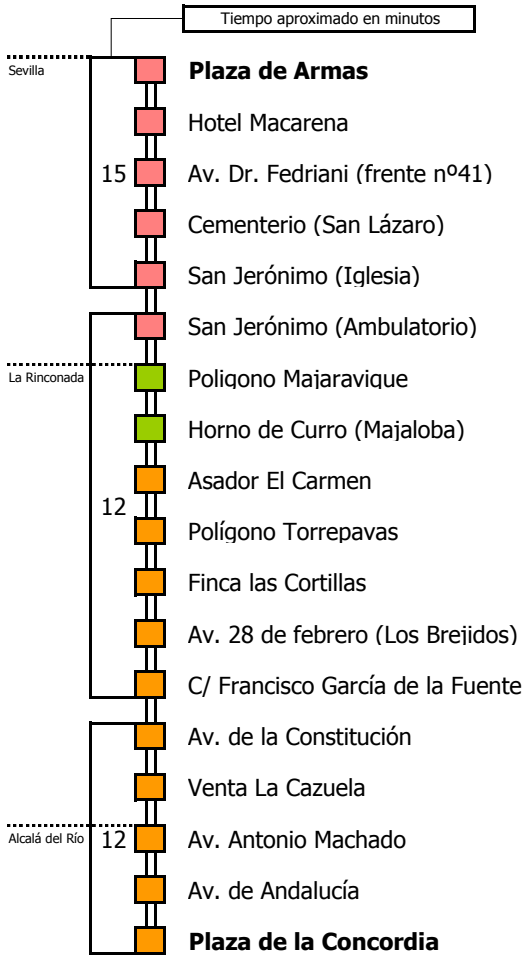 Tiempo aproximado en minutos
Sevilla
Plaza de Armas
Hotel Macarena
15
Av. Dr. Fedriani (frente nº41)
Cementerio (San Lázaro)
San Jerónimo (Iglesia)
San Jerónimo (Ambulatorio)
La Rinconada
Poligono Majaravique
Horno de Curro (Majaloba)
Asador El Carmen
12
Polígono Torrepavas
Finca las Cortillas
Av. 28 de febrero (Los Brejidos)
C/ Francisco García de la Fuente
Av. de la Constitución
Venta La Cazuela
Alcalá del Río
12
Av. Antonio Machado
Av. de Andalucía
Plaza de la Concordia